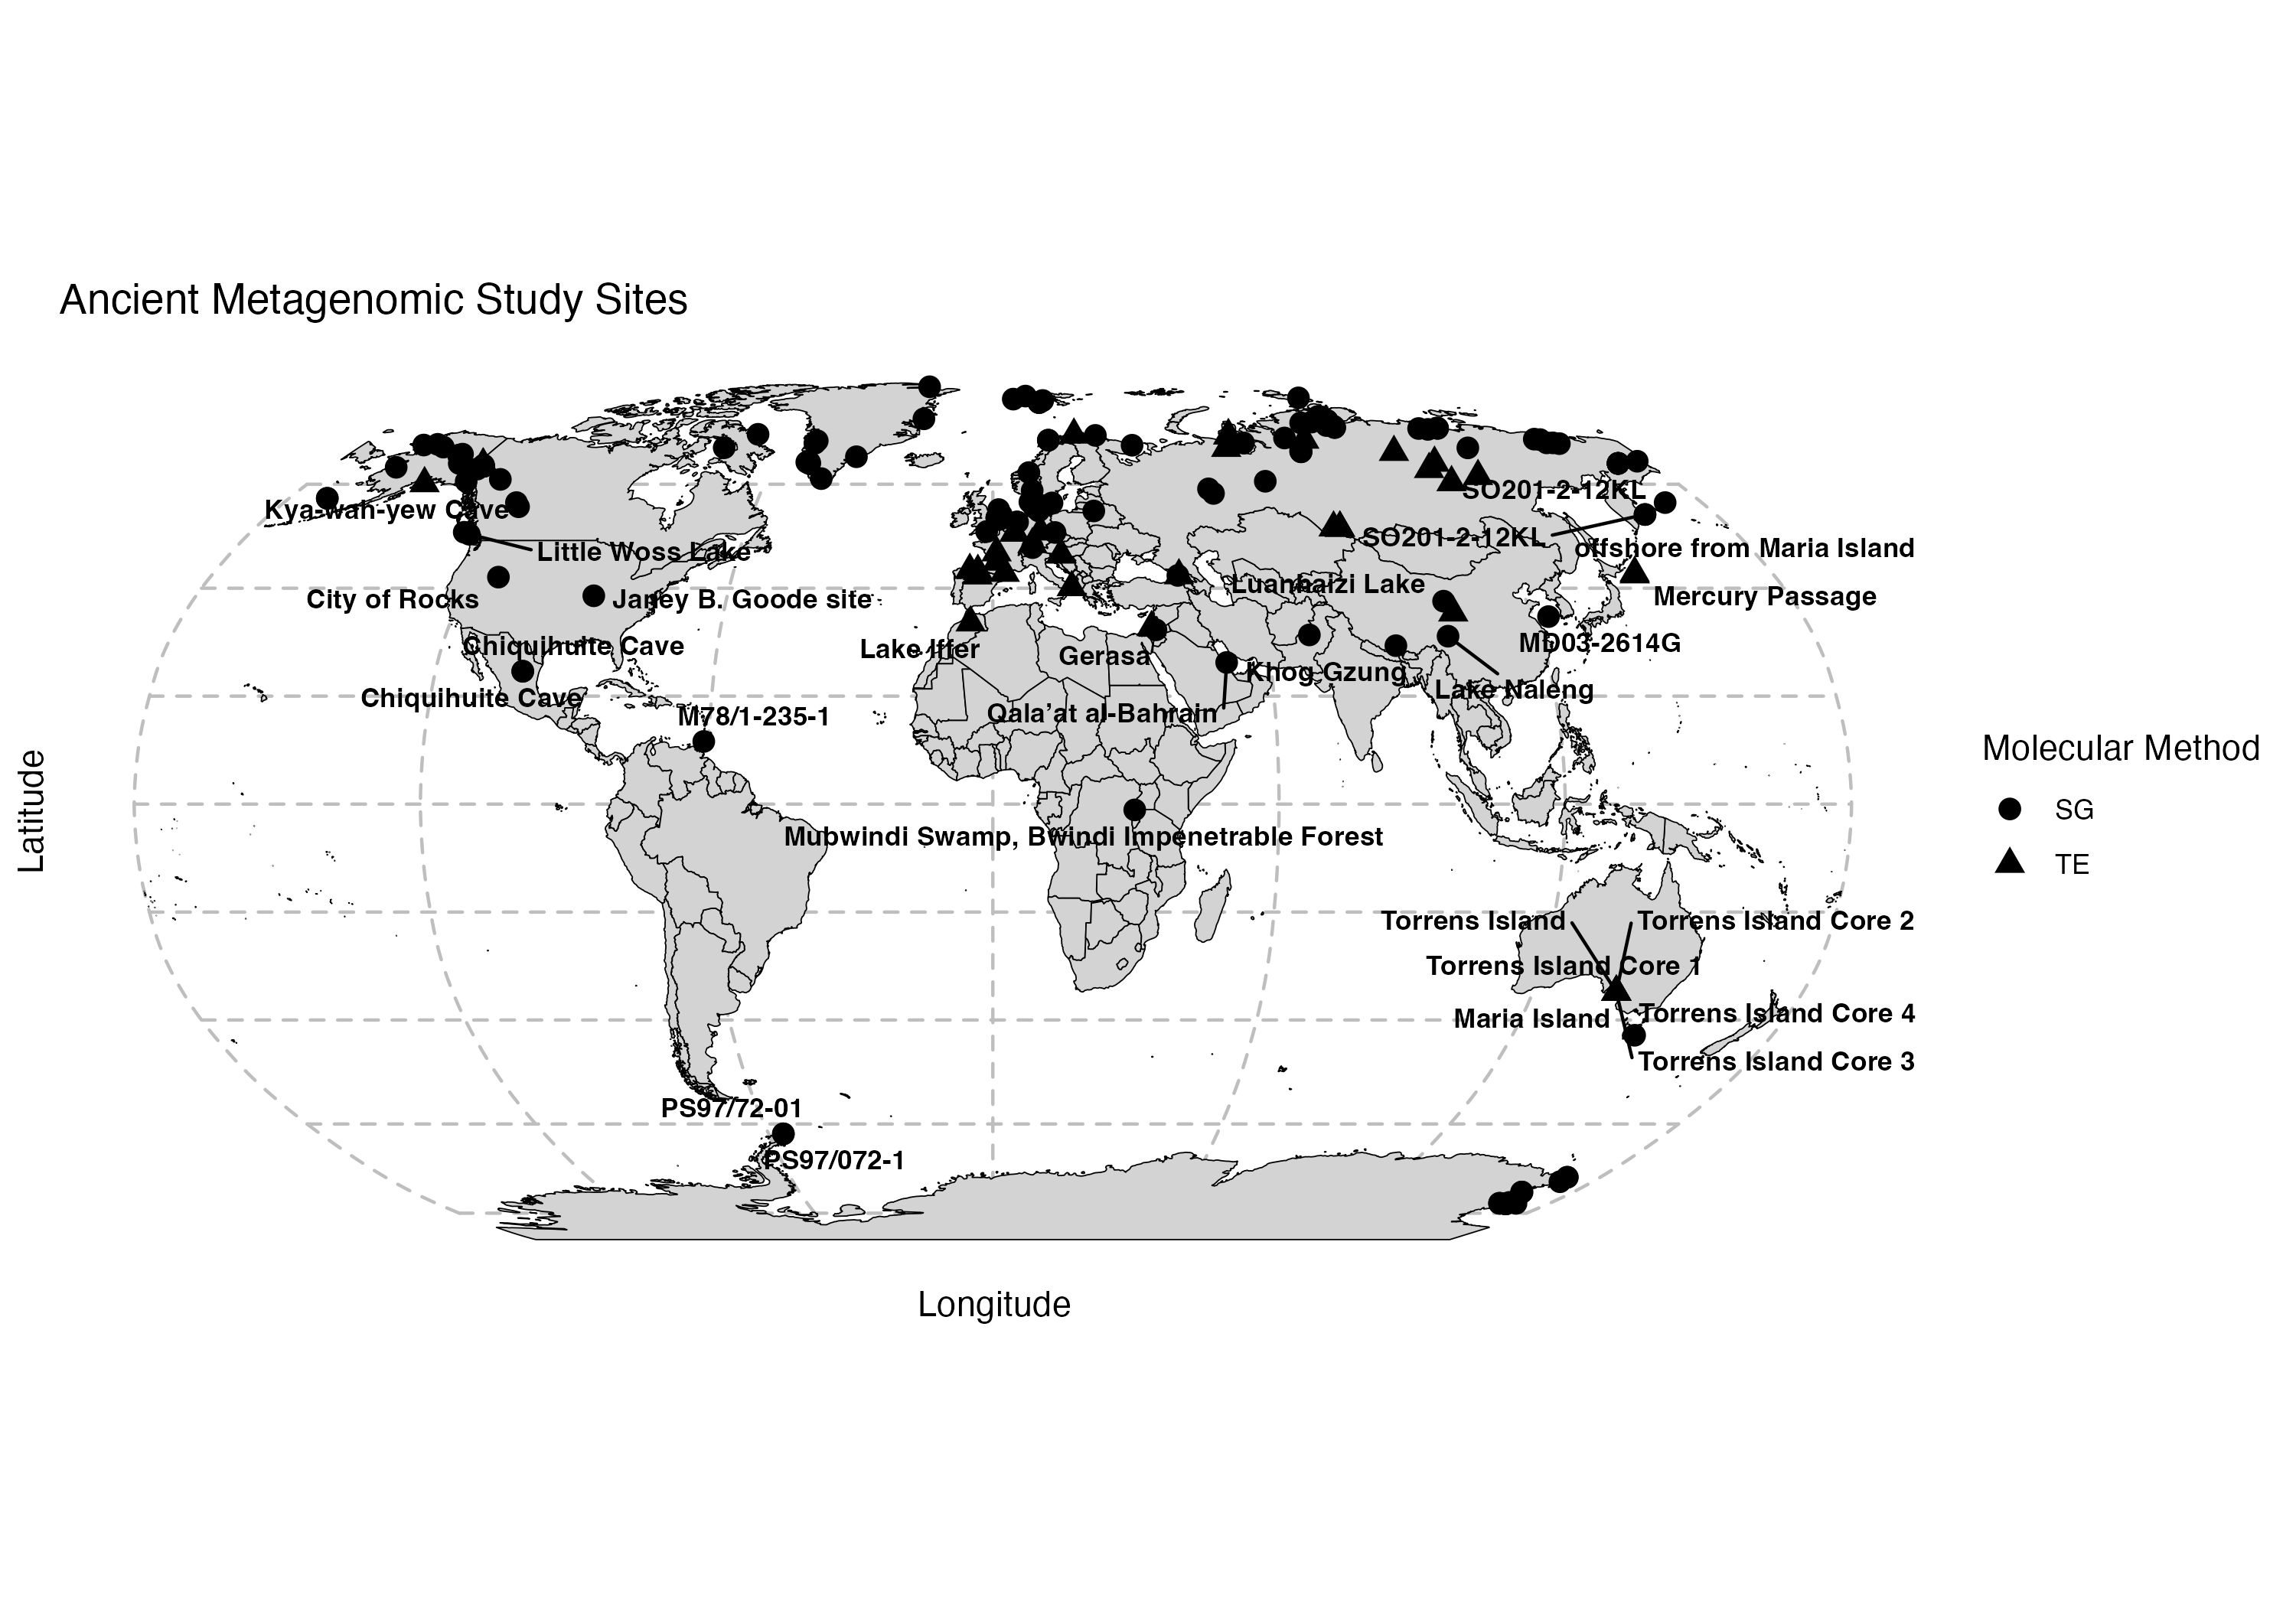 Ancient Metagenomic Study Sites
SO201-2-12KL
Kya-wah-yew Cave
SO201-2-12KL
offshore from Maria Island
Little Woss Lake
Luanhaizi Lake
Mercury Passage
City of Rocks
Janey B. Goode site
MD03-2614G
Chiquihuite Cave
Lake Iffer
Gerasa
Khog Gzung
Lake Naleng
Chiquihuite Cave
Qala’at al-Bahrain
M78/1-235-1
Molecular Method
SG
TE
Latitude
Mubwindi Swamp, Bwindi Impenetrable Forest
Torrens Island
Torrens Island Core 2
Torrens Island Core 1
Maria Island
Torrens Island Core 4
Torrens Island Core 3
PS97/72-01
PS97/072-1
Longitude